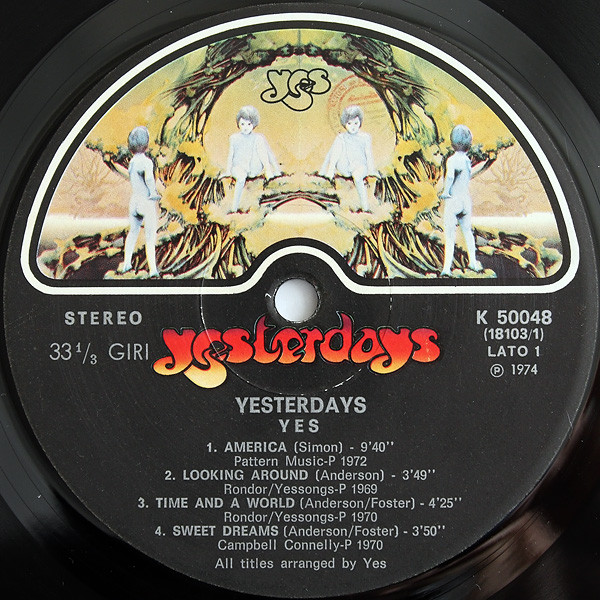 yes
STEREO
K 50048
(18103/1)
33 1/3 GIRI
yesterdays
LATO 1
℗ 1974
YESTERDAYS
YES
1. AMERICA (Simon) - 9'40''
Pattern Music-P 1972
2. LOOKING AROUND (Anderson) - 3'49''
Rondor/Yessongs-P 1969
3. TIME AND A WORLD (Anderson/Foster) - 4'25''
Rondor/Yessongs-P 1970
4. SWEET DREAMS (Anderson/Foster) - 3'50''
Campbell Connelly-P 1970
All titles arranged by Yes